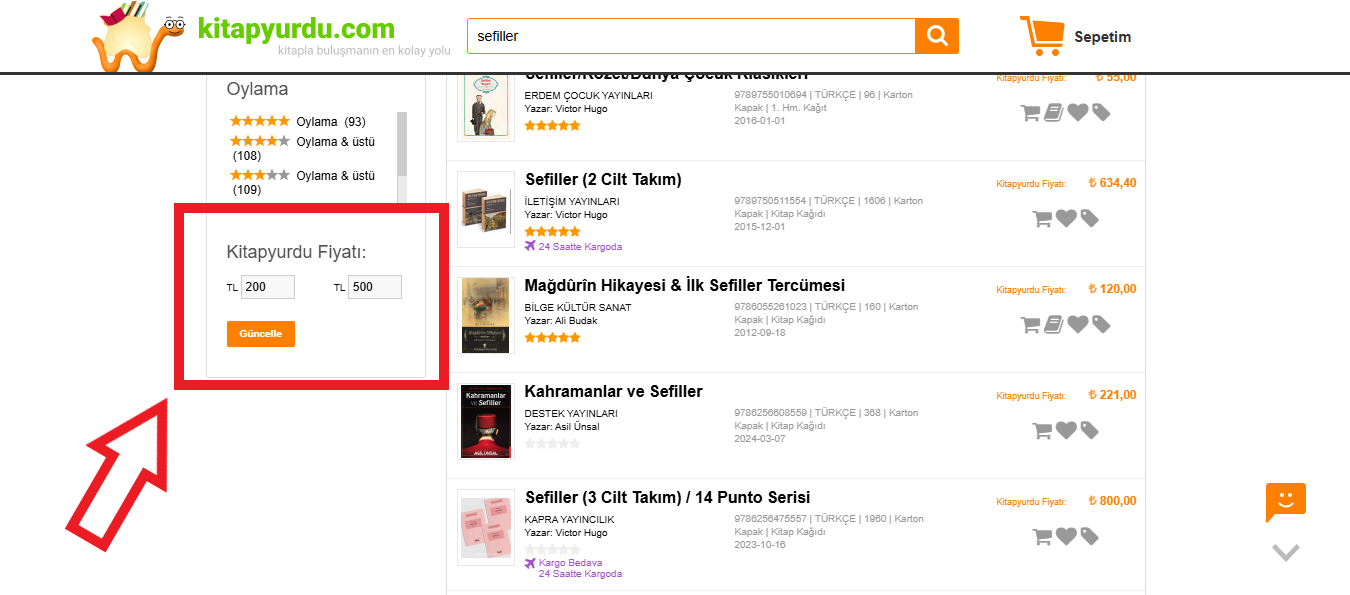 kitapyurdu.com
kitapla buluşmanın en kolay yolu
sefiller
Sepetim
Oylama
Oylama (93)
Oylama & üstü
(108)
Oylama & üstü
(109)
Kitapyurdu Fiyatı:
TL 200 TL 500
Güncelle
Sefiller/Közet/Dünya Çocuk Klasikleri
ERDEM ÇOCUK YAYINLARI
Yazar: Victor Hugo
9789755010694 | TÜRKÇE | 96 | Karton
Kapak | 1. Hm. Kağıt
2016-01-01
Kitapyurdu Fiyatı: ₺ 55,00
Sefiller (2 Cilt Takım)
İLETİŞİM YAYINLARI
Yazar: Victor Hugo
24 Saatte Kargoda
9789750511554 | TÜRKÇE | 1606 | Karton
Kapak | Kitap Kağıdı
2015-12-01
Kitapyurdu Fiyatı: ₺ 634,40
Mağdûrîn Hikayesi & İlk Sefiller Tercümesi
BİLGE KÜLTÜR SANAT
Yazar: Ali Budak
9786055261023 | TÜRKÇE | 160 | Karton
Kapak | Kitap Kağıdı
2012-09-18
Kitapyurdu Fiyatı: ₺ 120,00
Kahramanlar
ve Sefiller
ASİL ÜNSAL
Kahramanlar ve Sefiller
DESTEK YAYINLARI
Yazar: Asil Ünsal
9786256608559 | TÜRKÇE | 368 | Karton
Kapak | Kitap Kağıdı
2024-03-07
Kitapyurdu Fiyatı: ₺ 221,00
Sefiller (3 Cilt Takım) / 14 Punto Serisi
KAPRA YAYINCILIK
Yazar: Victor Hugo
Kargo Bedava
24 Saatte Kargoda
9786256475557 | TÜRKÇE | 1960 | Karton
Kapak | Kitap Kağıdı
2023-10-16
Kitapyurdu Fiyatı: ₺ 800,00